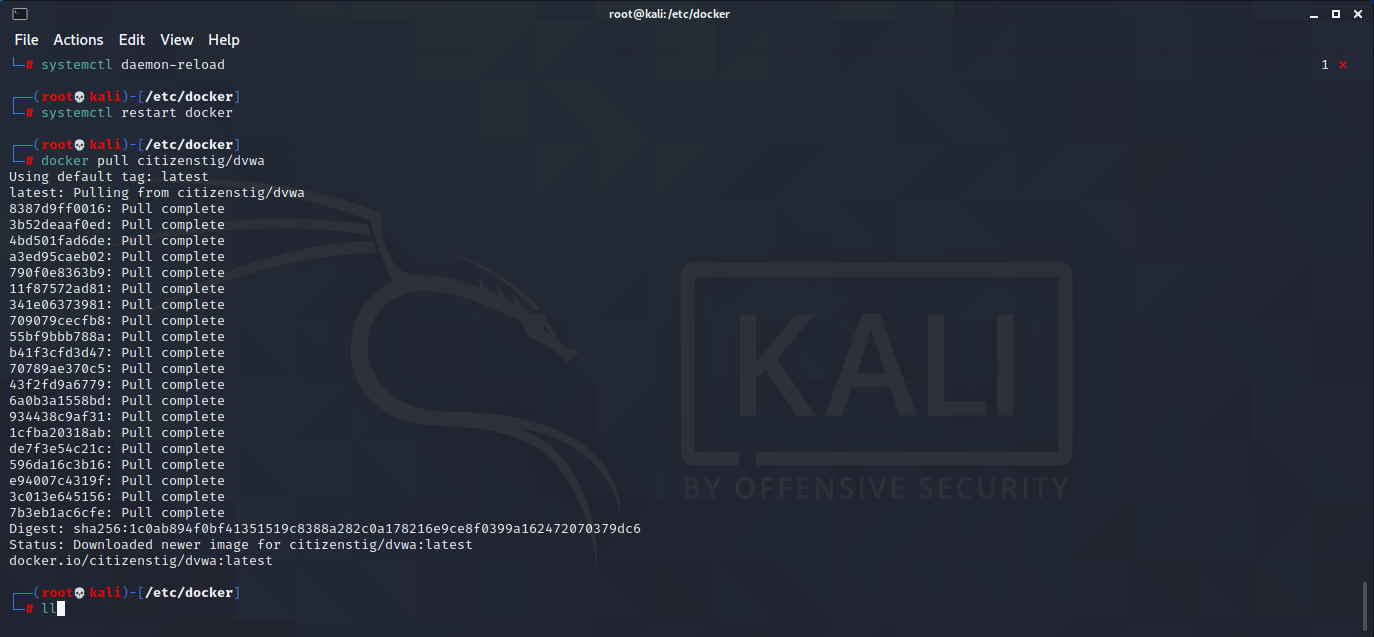 root@kali: /etc/docker
File Actions Edit View Help
└─# systemctl daemon-reload 1 ⨯
┌──(root💀kali)-[/etc/docker]
└─# systemctl restart docker
┌──(root💀kali)-[/etc/docker]
└─# docker pull citizenstig/dvwa
Using default tag: latest
latest: Pulling from citizenstig/dvwa
8387d9ff0016: Pull complete
3b52deaaf0ed: Pull complete
4bd501fad6de: Pull complete
a3ed95caeb02: Pull complete
790f0e8363b9: Pull complete
11f87572ad81: Pull complete
341e06373981: Pull complete
709079cecfb8: Pull complete
55bf9bbb788a: Pull complete
b41f3cfd3d47: Pull complete
70789ae370c5: Pull complete
43f2fd9a6779: Pull complete
6a0b3a1558bd: Pull complete
934438c9af31: Pull complete
1cfba20318ab: Pull complete
de7f3e54c21c: Pull complete
596da16c3b16: Pull complete
e94007c4319f: Pull complete
3c013e645156: Pull complete
7b3eb1ac6cfe: Pull complete
Digest: sha256:1c0ab894f0bf41351519c8388a282c0a178216e9ce8f0399a162472070379dc6
Status: Downloaded newer image for citizenstig/dvwa:latest
docker.io/citizenstig/dvwa:latest
┌──(root💀kali)-[/etc/docker]
└─# ll
KALI
BY OFFENSIVE SECURITY